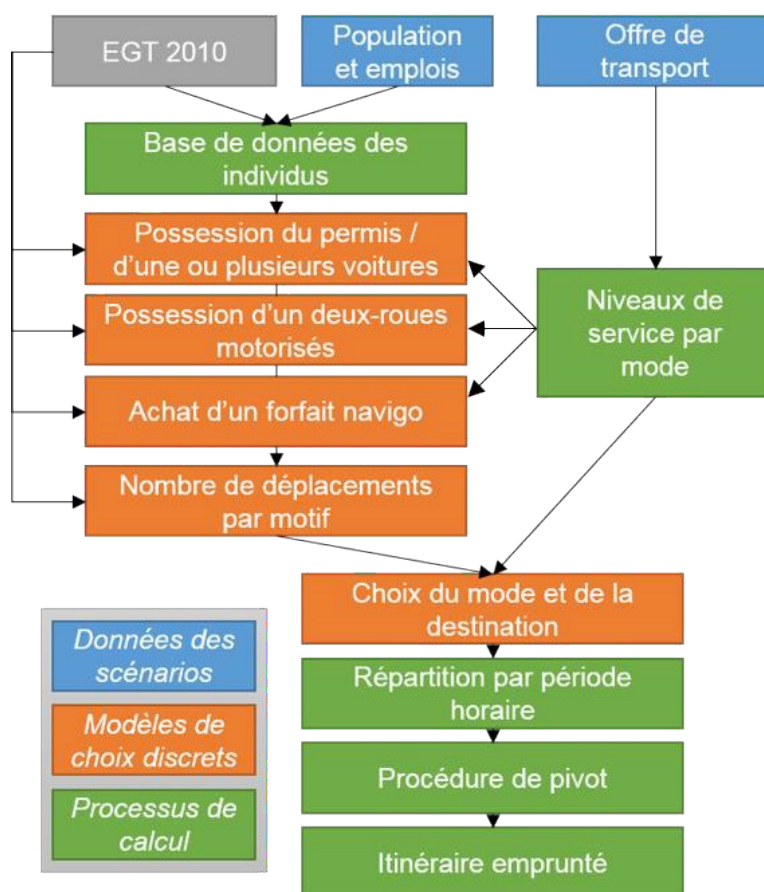 EGT 2010
Population
et emplois
Offre de
transport
Base de données des
individus
Possession du permis /
d’une ou plusieurs voitures
Possession d’un deux-roues
motorisés
Niveaux de
service par
mode
Achat d’un forfait navigo
Nombre de déplacements
par motif
Choix du mode et de la
destination
Données des
scénarios
Répartition par période
horaire
Modèles de
choix discrets
Procédure de pivot
Processus de
calcul
Itinéraire emprunté